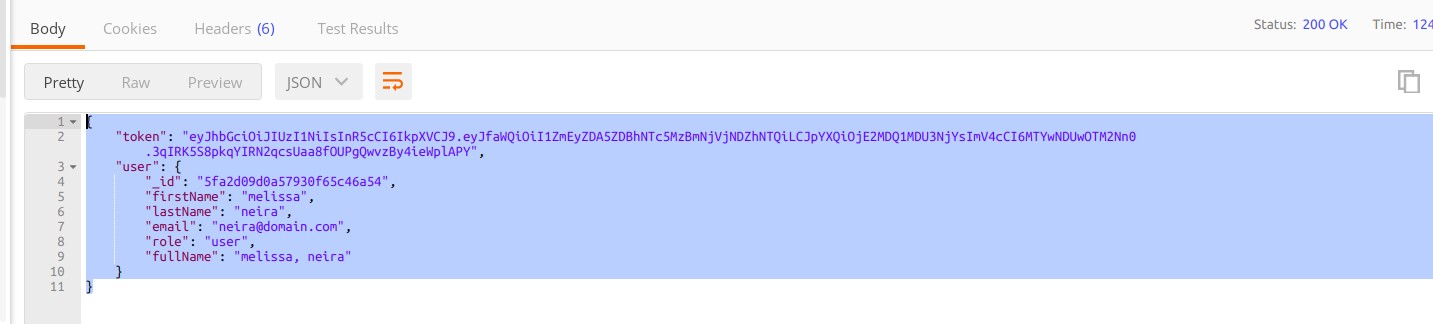 Body Cookies Headers (6) Test Results Status: 200 OK Time: 124
Pretty Raw Preview JSON
1 {
2 "token": "eyJhbGciOiJIUzI1NiIsInR5cCI6IkpXVCJ9.eyJfaWQiOiI1ZmEyZDA5ZDBhNTc5MzBmNjVjNDZhNTQiLCJpYXQiOjE2MDQ1MDU3NjYsImV4cCI6MTYwNDUwOTM2Nn0
.3qIRK5S8pkqYIRN2qcsUaa8fOUPgQwvzBy4ieWplAPY",
3 "user": {
4 "_id": "5fa2d09d0a57930f65c46a54",
5 "firstName": "melissa",
6 "lastName": "neira",
7 "email": "neira@domain.com",
8 "role": "user",
9 "fullName": "melissa, neira"
10 }
11 }